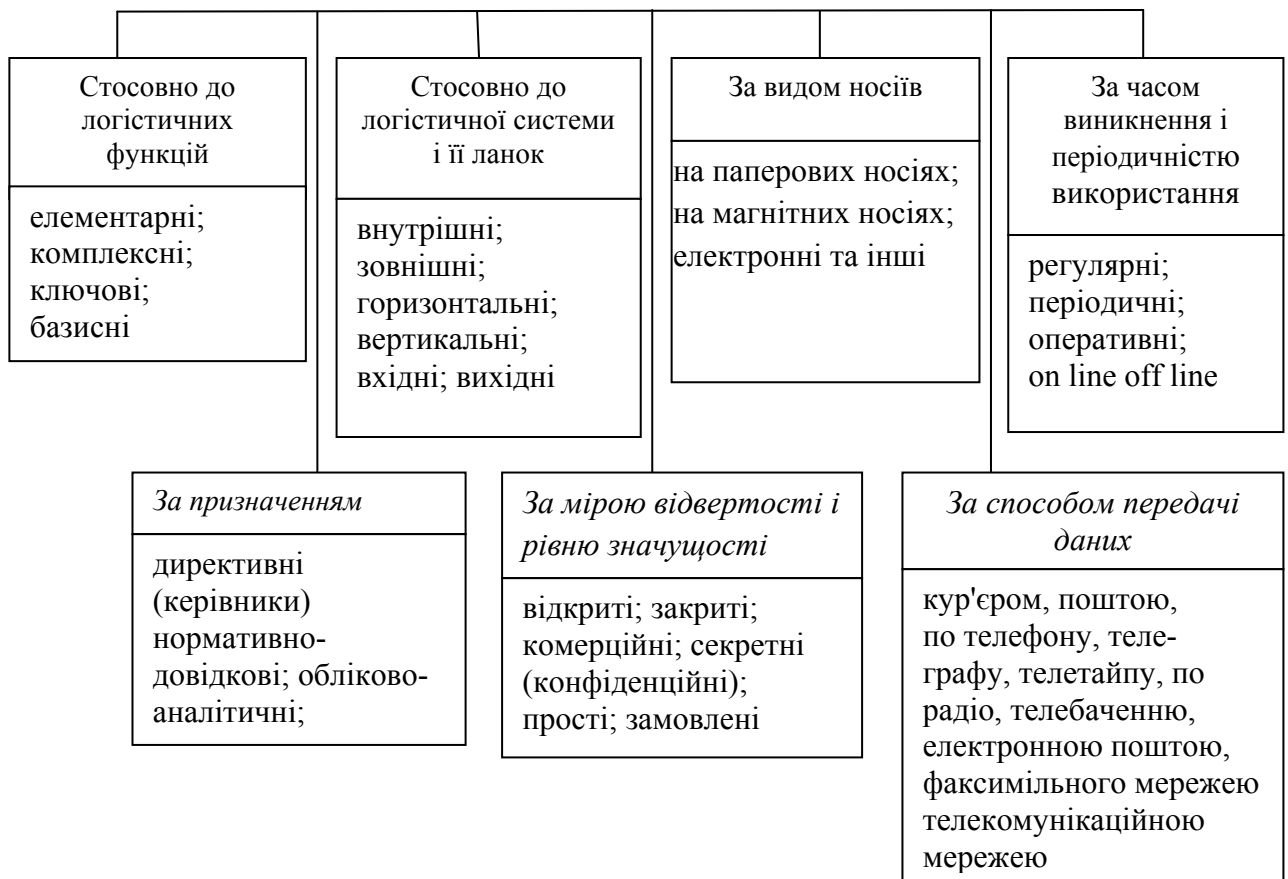 Стосовно до
логістичних
функцій
елементарні;
комплексні;
ключові;
базисні
Стосовно до
логістичної системи
і її ланок
внутрішні;
зовнішні;
горизонтальні;
вертикальні;
вхідні; вихідні
За видом носіїв
на паперових носіях;
на магнітних носіях;
електронні та інші
За часом
виникнення і
періодичністю
використання
регулярні;
періодичні;
оперативні;
on line off line
За призначенням
директивні
(керівники)
нормативно-
довідкові; обліково-
аналітичні;
За мірою відвертості і
рівню значущості
відкриті; закриті;
комерційні; секретні
(конфіденційні);
прості; замовлені
За способом передачі
даних
кур'єром, поштою,
по телефону, теле-
графу, телетайпу, по
радіо, телебаченню,
електронною поштою,
факсимільного мережею
телекомунікаційною
мережею